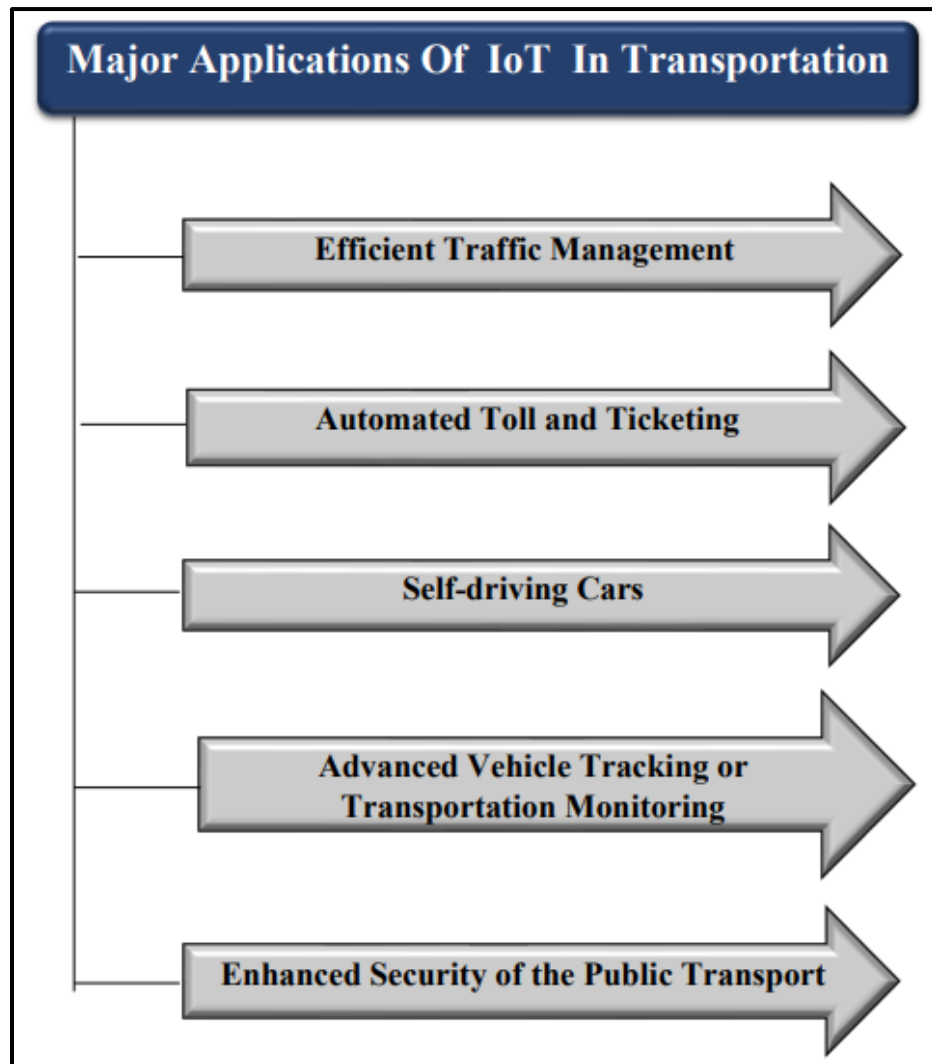 Major Applications Of IoT In Transportation
Efficient Traffic Management
Automated Toll and Ticketing
Self-driving Cars
Advanced Vehicle Tracking or
Transportation Monitoring
Enhanced Security of the Public Transport